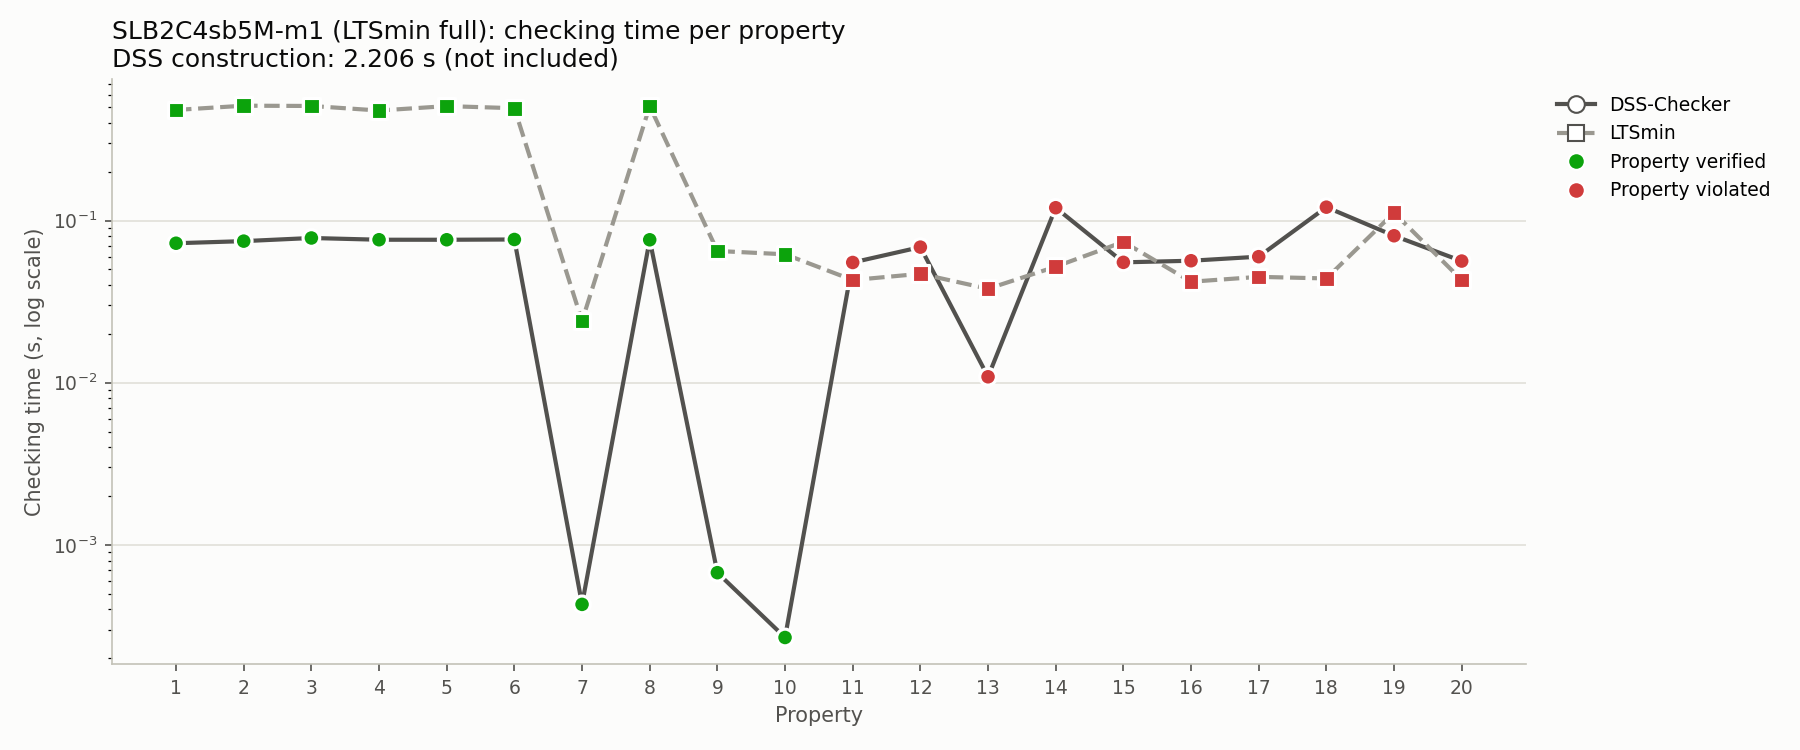 SLB2C4sb5M-m1 (LTSmin full): checking time per property
DSS construction: 2.206 s (not included)
DSS-Checker
LTSmin
Property verified
Property violated
Checking time (s, log scale)
10⁻¹
10⁻²
10⁻³
1 2 3 4 5 6 7 8 9 10 11 12 13 14 15 16 17 18 19 20
Property